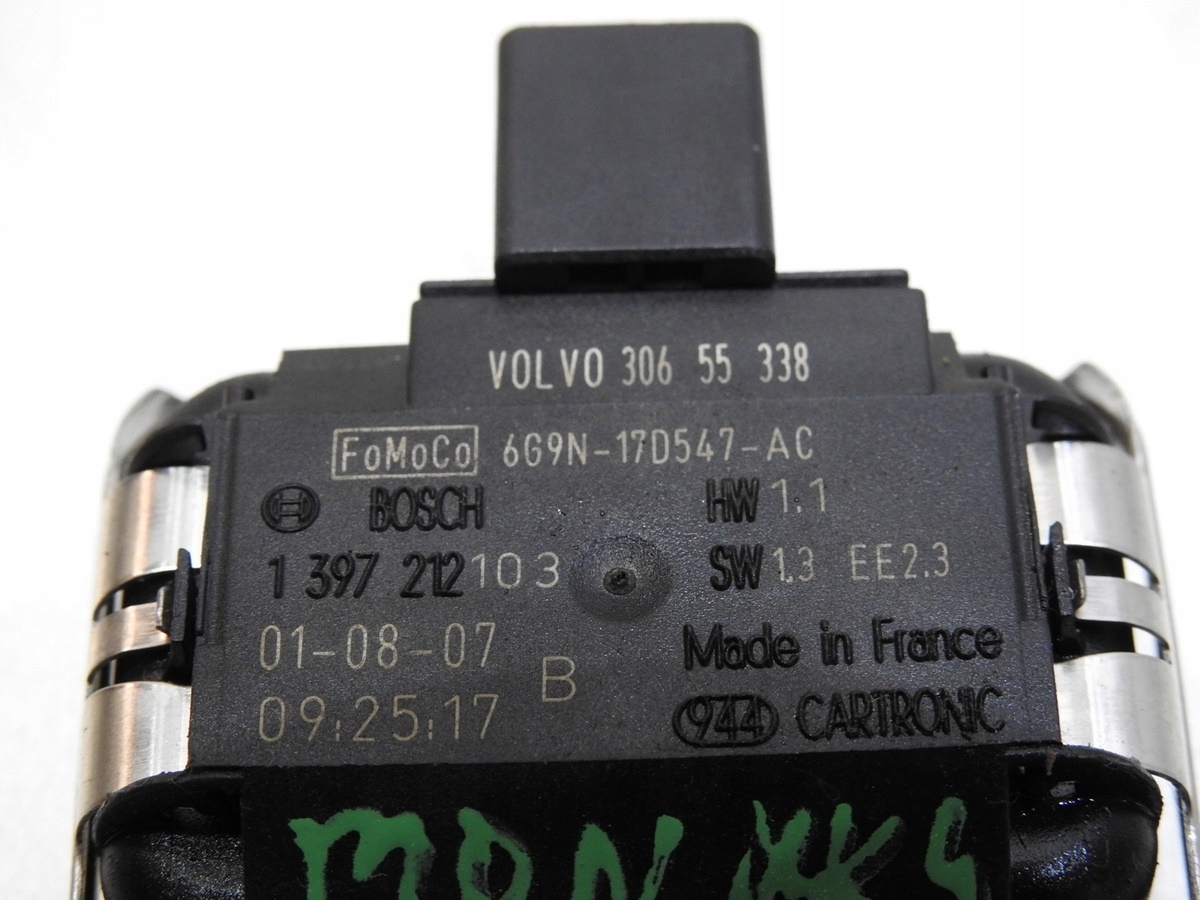 VOLVO 306 55 338
FoMoCo 6G9N-17D547-AC
BOSCH HW 1.1
1 397 212 103 SW 1.3 EE2.3
01-08-07 Made in France
09:25:17 B 944 CARTRONIC